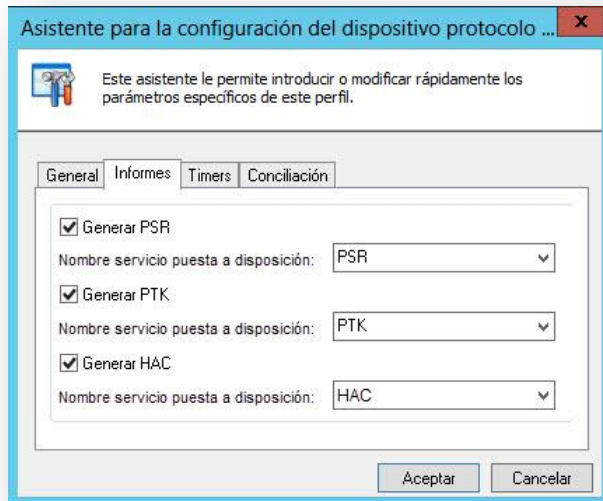 Asistente para la configuración del dispositivo protocolo ...
Este asistente le permite introducir o modificar rápidamente los
parámetros específicos de este perfil.
General Informes Timers Conciliación
Generar PSR
Nombre servicio puesta a disposición: PSR
Generar PTK
Nombre servicio puesta a disposición: PTK
Generar HAC
Nombre servicio puesta a disposición: HAC
Aceptar Cancelar